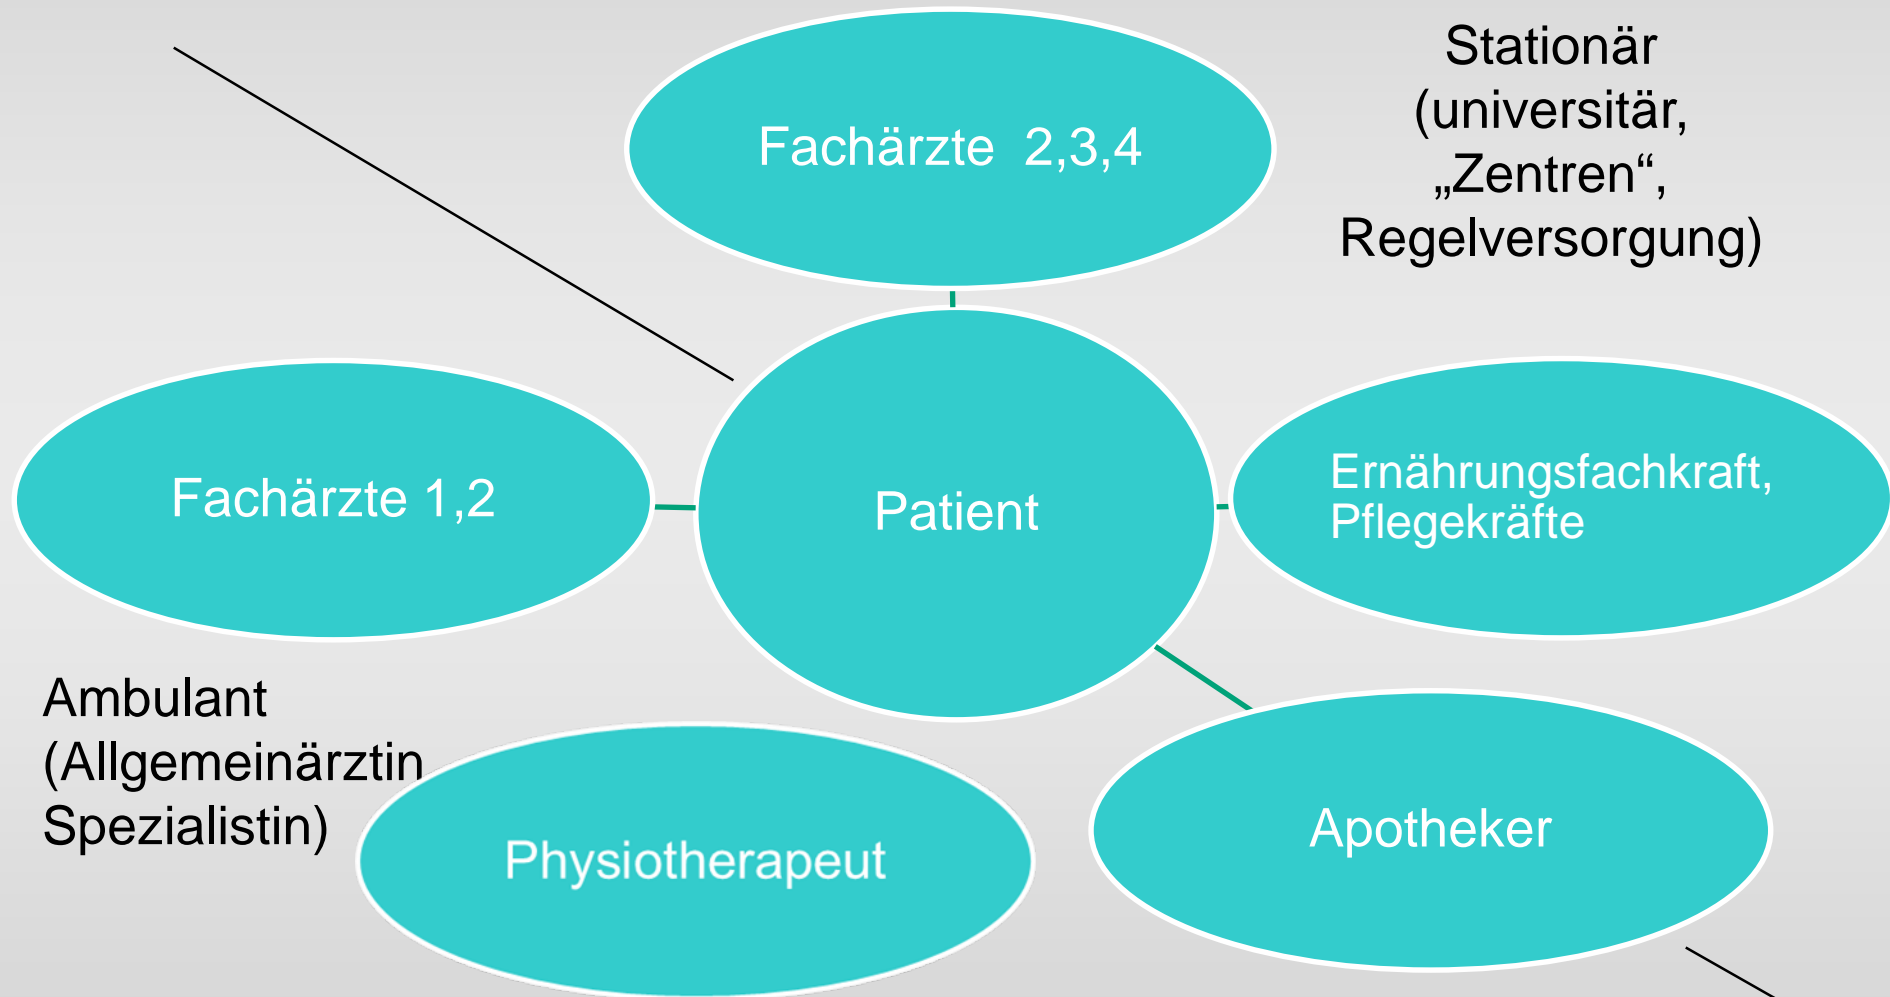 Stationär
(universitär,
„Zentren“,
Regelversorgung)
Fachärzte 2,3,4
Fachärzte 1,2
Patient
Ernährungsfachkraft,
Pflegekräfte
Ambulant
(Allgemeinärztin
Spezialistin)
Physiotherapeut
Apotheker